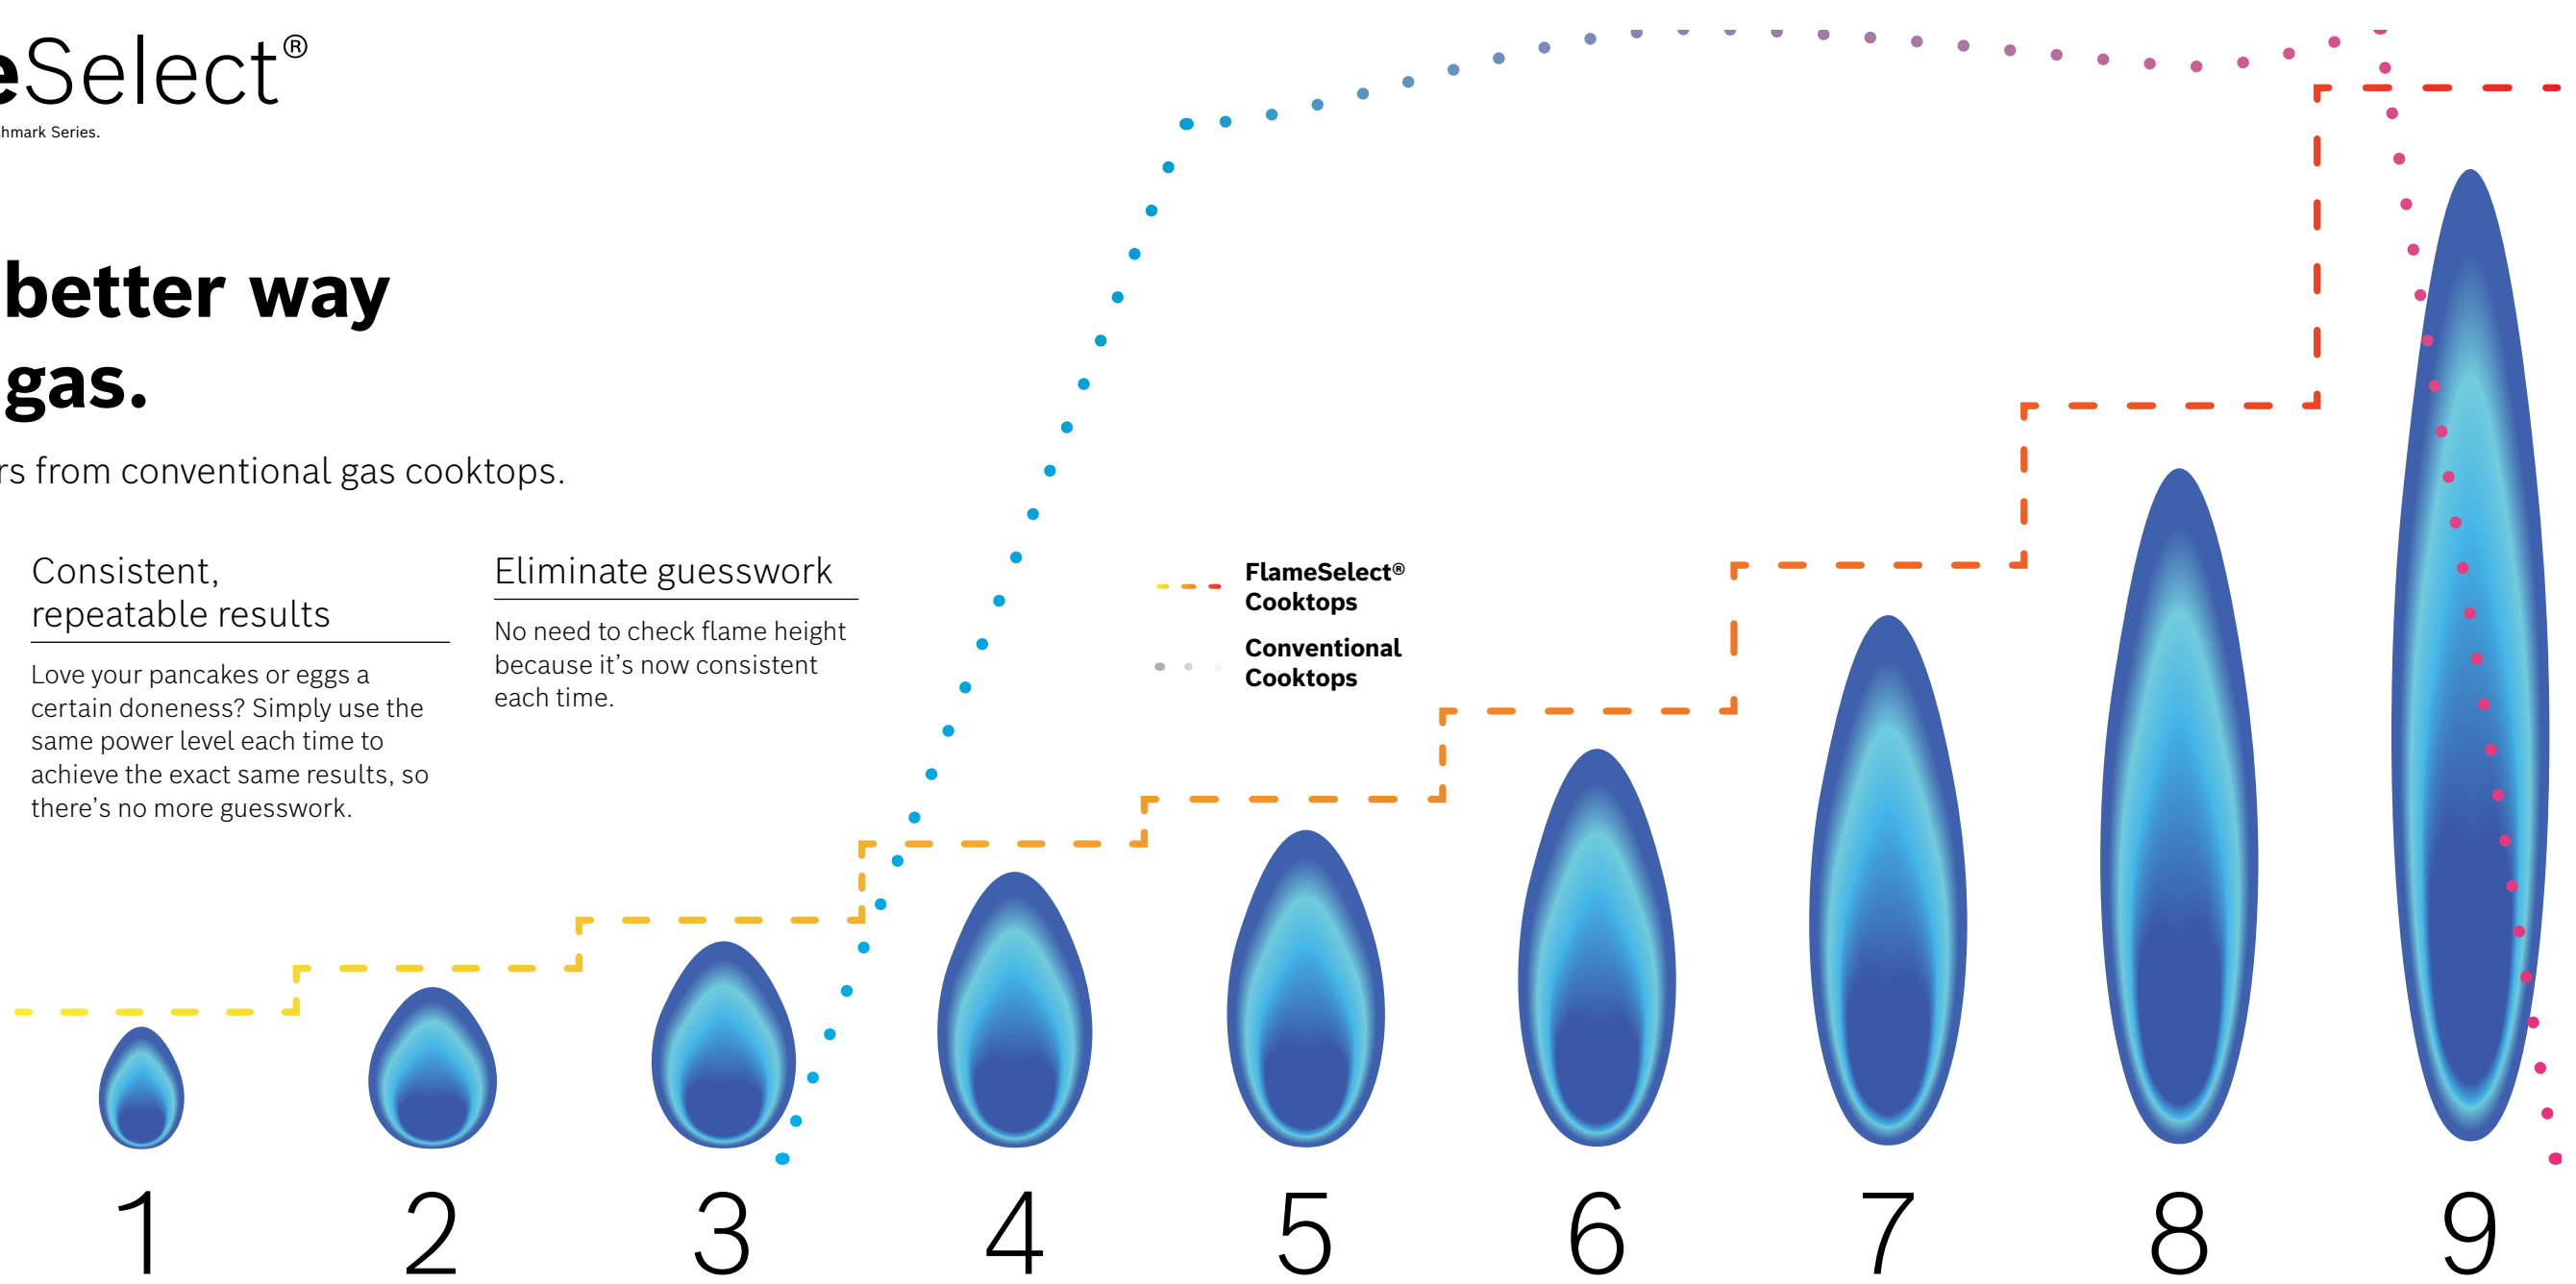 eSelect®
hmark Series.
better way
gas.
rs from conventional gas cooktops.
Consistent,
repeatable results
Love your pancakes or eggs a
certain doneness? Simply use the
same power level each time to
achieve the exact same results, so
there’s no more guesswork.
Eliminate guesswork
No need to check flame height
because it’s now consistent
each time.
FlameSelect®
Cooktops
Conventional
Cooktops
1 2 3 4 5 6 7 8 9